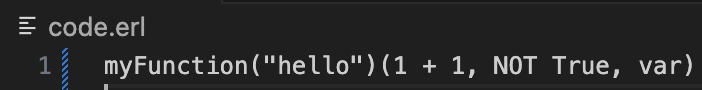 code.erl
1 myFunction("hello")(1 + 1, NOT True, var)